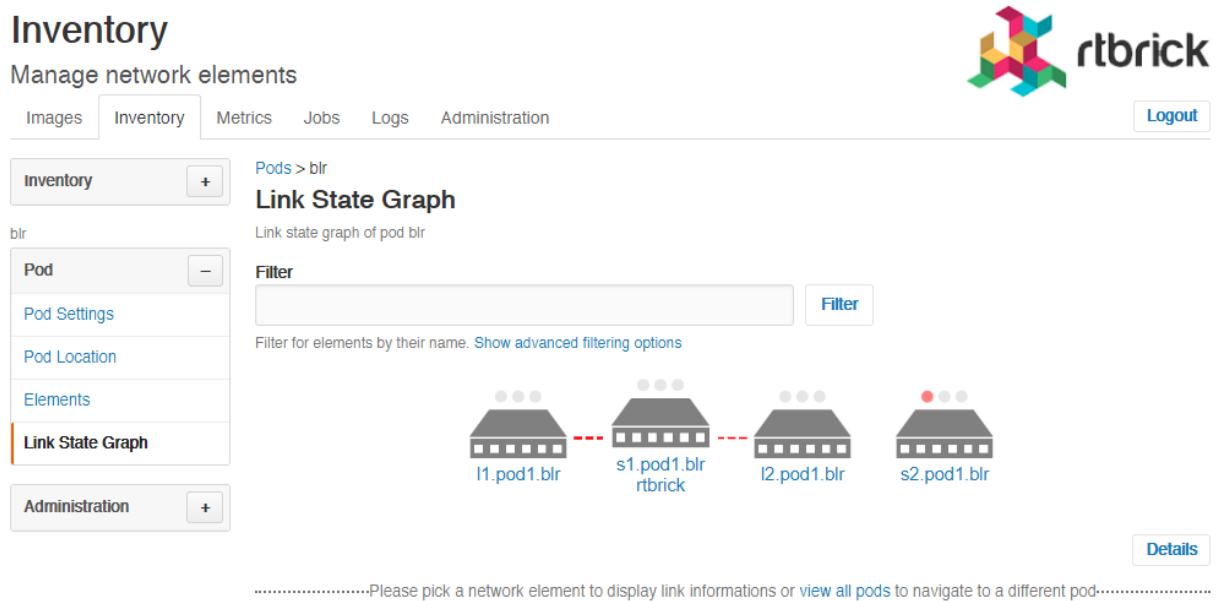 Inventory
Manage network elements
rtbrick
Images Inventory Metrics Jobs Logs Administration Logout
Inventory +
blr
Pod −
Pod Settings
Pod Location
Elements
Link State Graph
Administration +
Pods > blr
Link State Graph
Link state graph of pod blr
Filter
Filter
Filter for elements by their name. Show advanced filtering options
l1.pod1.blr
s1.pod1.blr
rtbrick
l2.pod1.blr
s2.pod1.blr
Details
Please pick a network element to display link informations or view all pods to navigate to a different pod